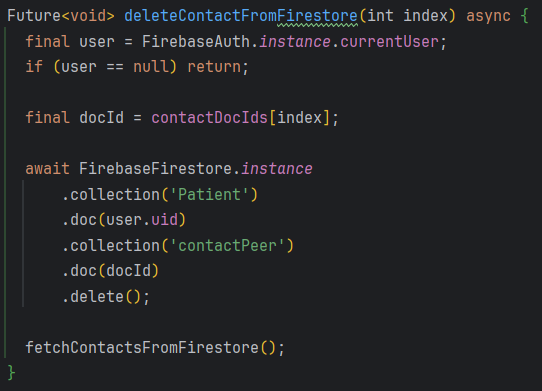 Future<void> deleteContactFromFirestore(int index) async {
  final user = FirebaseAuth.instance.currentUser;
  if (user == null) return;

  final docId = contactDocIds[index];

  await FirebaseFirestore.instance
      .collection('Patient')
      .doc(user.uid)
      .collection('contactPeer')
      .doc(docId)
      .delete();

  fetchContactsFromFirestore();
}